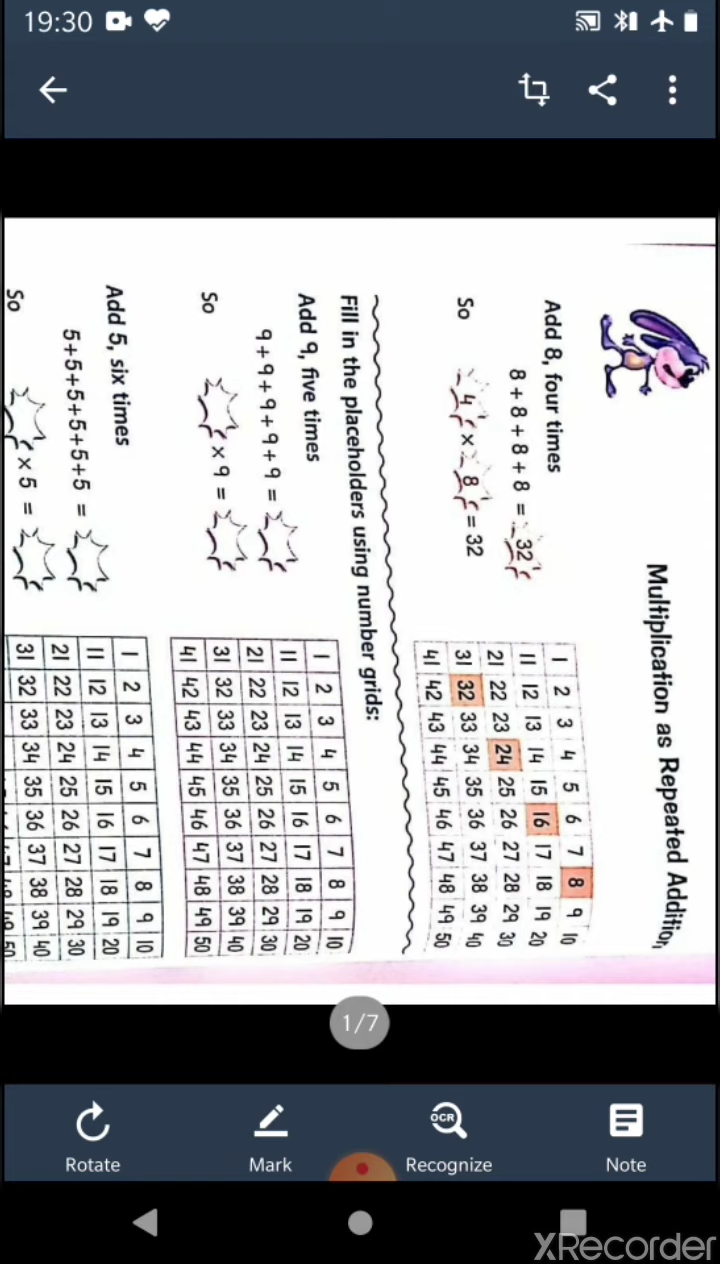 19:30
Multiplication as Repeated Addition
Add 8, four times
8 + 8 + 8 + 8 = 32
So 4 x 8 = 32
1 2 3 4 5 6 7 8 9 10
11 12 13 14 15 16 17 18 19 20
21 22 23 24 25 26 27 28 29 30
31 32 33 34 35 36 37 38 39 40
41 42 43 44 45 46 47 48 49 50
Fill in the placeholders using number grids:
Add 9, five times
9 + 9 + 9 + 9 + 9 =
So x 9 =
1 2 3 4 5 6 7 8 9 10
11 12 13 14 15 16 17 18 19 20
21 22 23 24 25 26 27 28 29 30
31 32 33 34 35 36 37 38 39 40
41 42 43 44 45 46 47 48 49 50
Add 5, six times
5+5+5+5+5+5 =
So x 5 =
1 2 3 4 5 6 7 8 9 10
11 12 13 14 15 16 17 18 19 20
21 22 23 24 25 26 27 28 29 30
31 32 33 34 35 36 37 38 39 40
50
1/7
Rotate Mark OCR Recognize Note
XRecorder